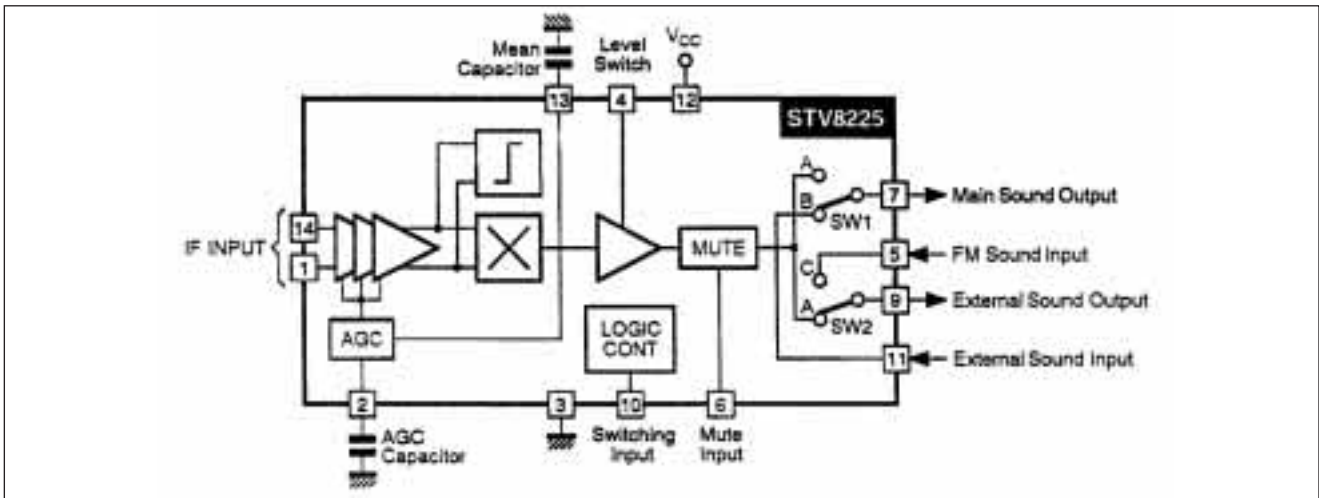 Mean
Capacitor
Level
Switch
VCC
13
4
12
STV8225
A
B
SW1
7
Main Sound Output
IF INPUT
14
1
MUTE
5
FM Sound Input
C
A
SW2
9
External Sound Output
AGC
LOGIC
CONT
11
External Sound Input
2
3
10
6
AGC
Capacitor
Switching
Input
Mute
Input